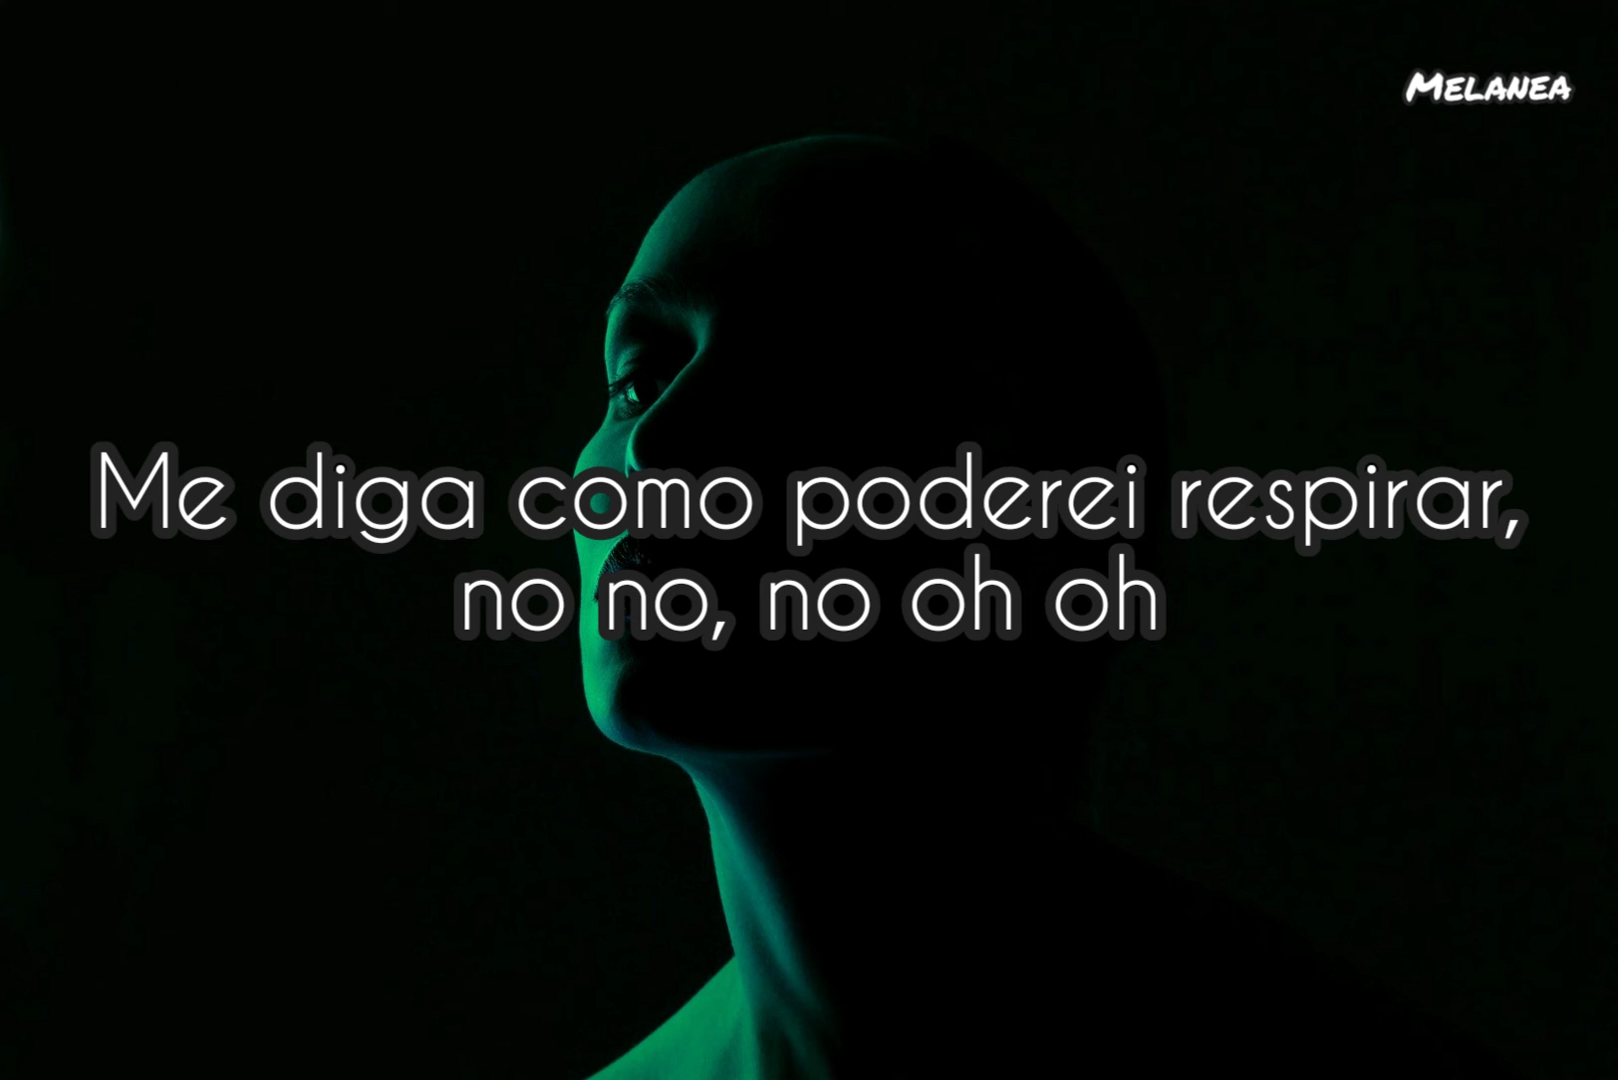 MELANEA
Me diga como poderei respirar,
no no, no oh oh